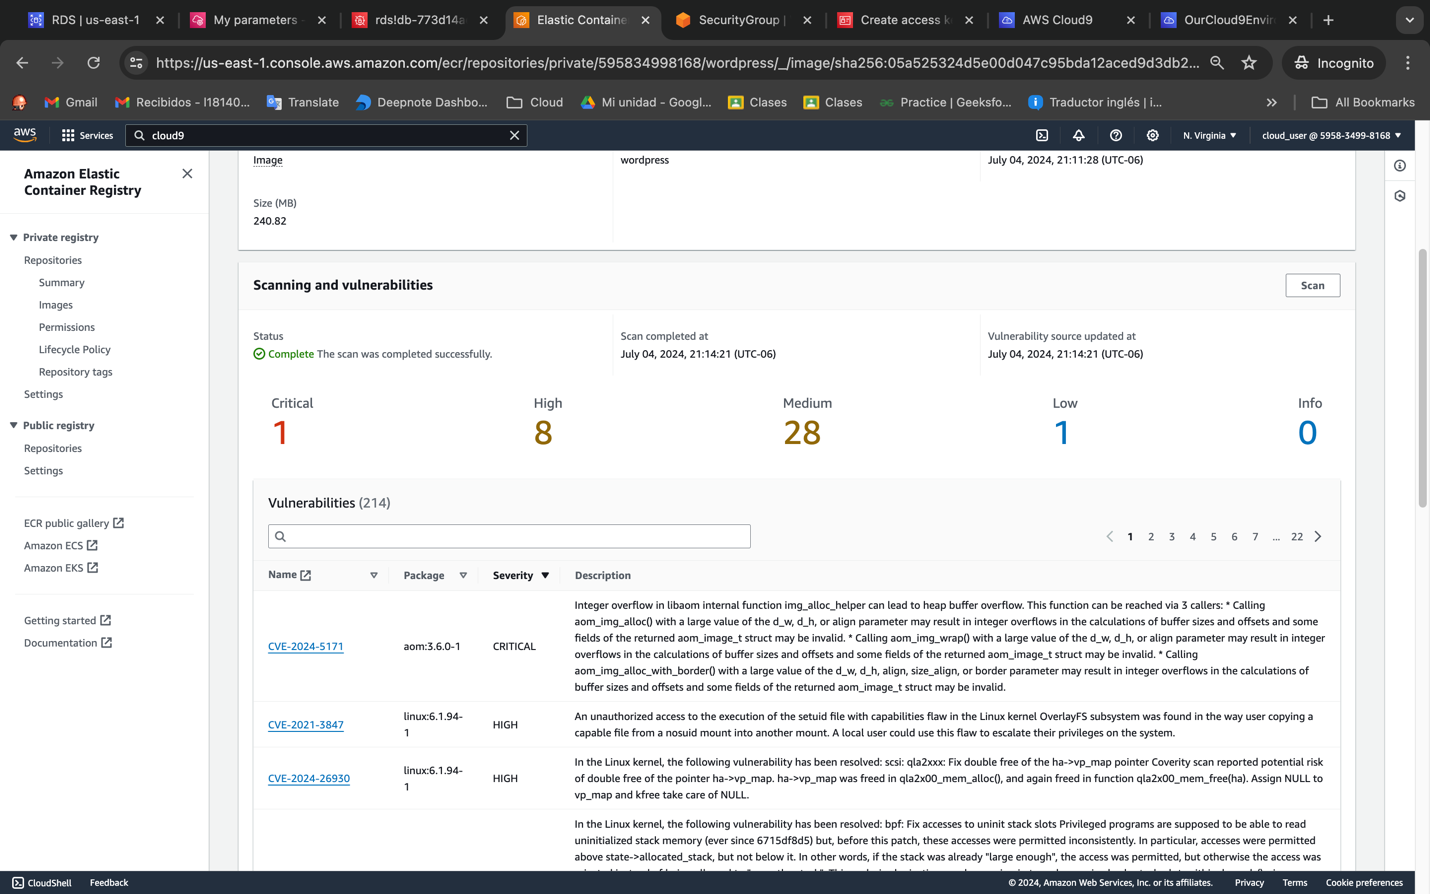 RDS | us-east-1
My parameters
rds!db-773d14a
Elastic Containe
SecurityGroup |
Create access k
AWS Cloud9
OurCloud9Envir
https://us-east-1.console.aws.amazon.com/ecr/repositories/private/595834998168/wordpress/_/image/sha256:05a525324d5e00d047c95bda12aced9d3db2...
Incognito
Gmail
Recibidos - l18140...
Translate
Deepnote Dashbo...
Cloud
Mi unidad - Googl...
Clases
Clases
Practice | Geeksfo...
Traductor inglés | i...
All Bookmarks
aws
Services
cloud9
N. Virginia
cloud_user @ 5958-3499-8168
Amazon Elastic
Container Registry
Private registry
Repositories
Summary
Images
Permissions
Lifecycle Policy
Repository tags
Settings
Public registry
Repositories
Settings
ECR public gallery
Amazon ECS
Amazon EKS
Getting started
Documentation
Image
wordpress
July 04, 2024, 21:11:28 (UTC-06)
Size (MB)
240.82
Scanning and vulnerabilities
Scan
Status
Complete The scan was completed successfully.
Scan completed at
July 04, 2024, 21:14:21 (UTC-06)
Vulnerability source updated at
July 04, 2024, 21:14:21 (UTC-06)
Critical
1
High
8
Medium
28
Low
1
Info
0
Vulnerabilities (214)
1 2 3 4 5 6 7 ... 22
Name
Package
Severity
Description
CVE-2024-5171
aom:3.6.0-1
CRITICAL
Integer overflow in libaom internal function img_alloc_helper can lead to heap buffer overflow. This function can be reached via 3 callers: * Calling
aom_img_alloc() with a large value of the d_w, d_h, or align parameter may result in integer overflows in the calculations of buffer sizes and offsets and some
fields of the returned aom_image_t struct may be invalid. * Calling aom_img_wrap() with a large value of the d_w, d_h, or align parameter may result in integer
overflows in the calculations of buffer sizes and offsets and some fields of the returned aom_image_t struct may be invalid. * Calling
aom_img_alloc_with_border() with a large value of the d_w, d_h, align, size_align, or border parameter may result in integer overflows in the calculations of
buffer sizes and offsets and some fields of the returned aom_image_t struct may be invalid.
CVE-2021-3847
linux:6.1.94-
1
HIGH
An unauthorized access to the execution of the setuid file with capabilities flaw in the Linux kernel OverlayFS subsystem was found in the way user copying a
capable file from a nosuid mount into another mount. A local user could use this flaw to escalate their privileges on the system.
CVE-2024-26930
linux:6.1.94-
1
HIGH
In the Linux kernel, the following vulnerability has been resolved: scsi: qla2xxx: Fix double free of the ha->vp_map pointer Coverity scan reported potential risk
of double free of the pointer ha->vp_map. ha->vp_map was freed in qla2x00_mem_alloc(), and again freed in function qla2x00_mem_free(ha). Assign NULL to
vp_map and kfree take care of NULL.
In the Linux kernel, the following vulnerability has been resolved: bpf: Fix accesses to uninit stack slots Privileged programs are supposed to be able to read
uninitialized stack memory (ever since 6715df8d5) but, before this patch, these accesses were permitted inconsistently. In particular, accesses were permitted
above state->allocated_stack, but not below it. In other words, if the stack was already "large enough", the access was permitted, but otherwise the access was
CloudShell
Feedback
© 2024, Amazon Web Services, Inc. or its affiliates.
Privacy
Terms
Cookie preferences